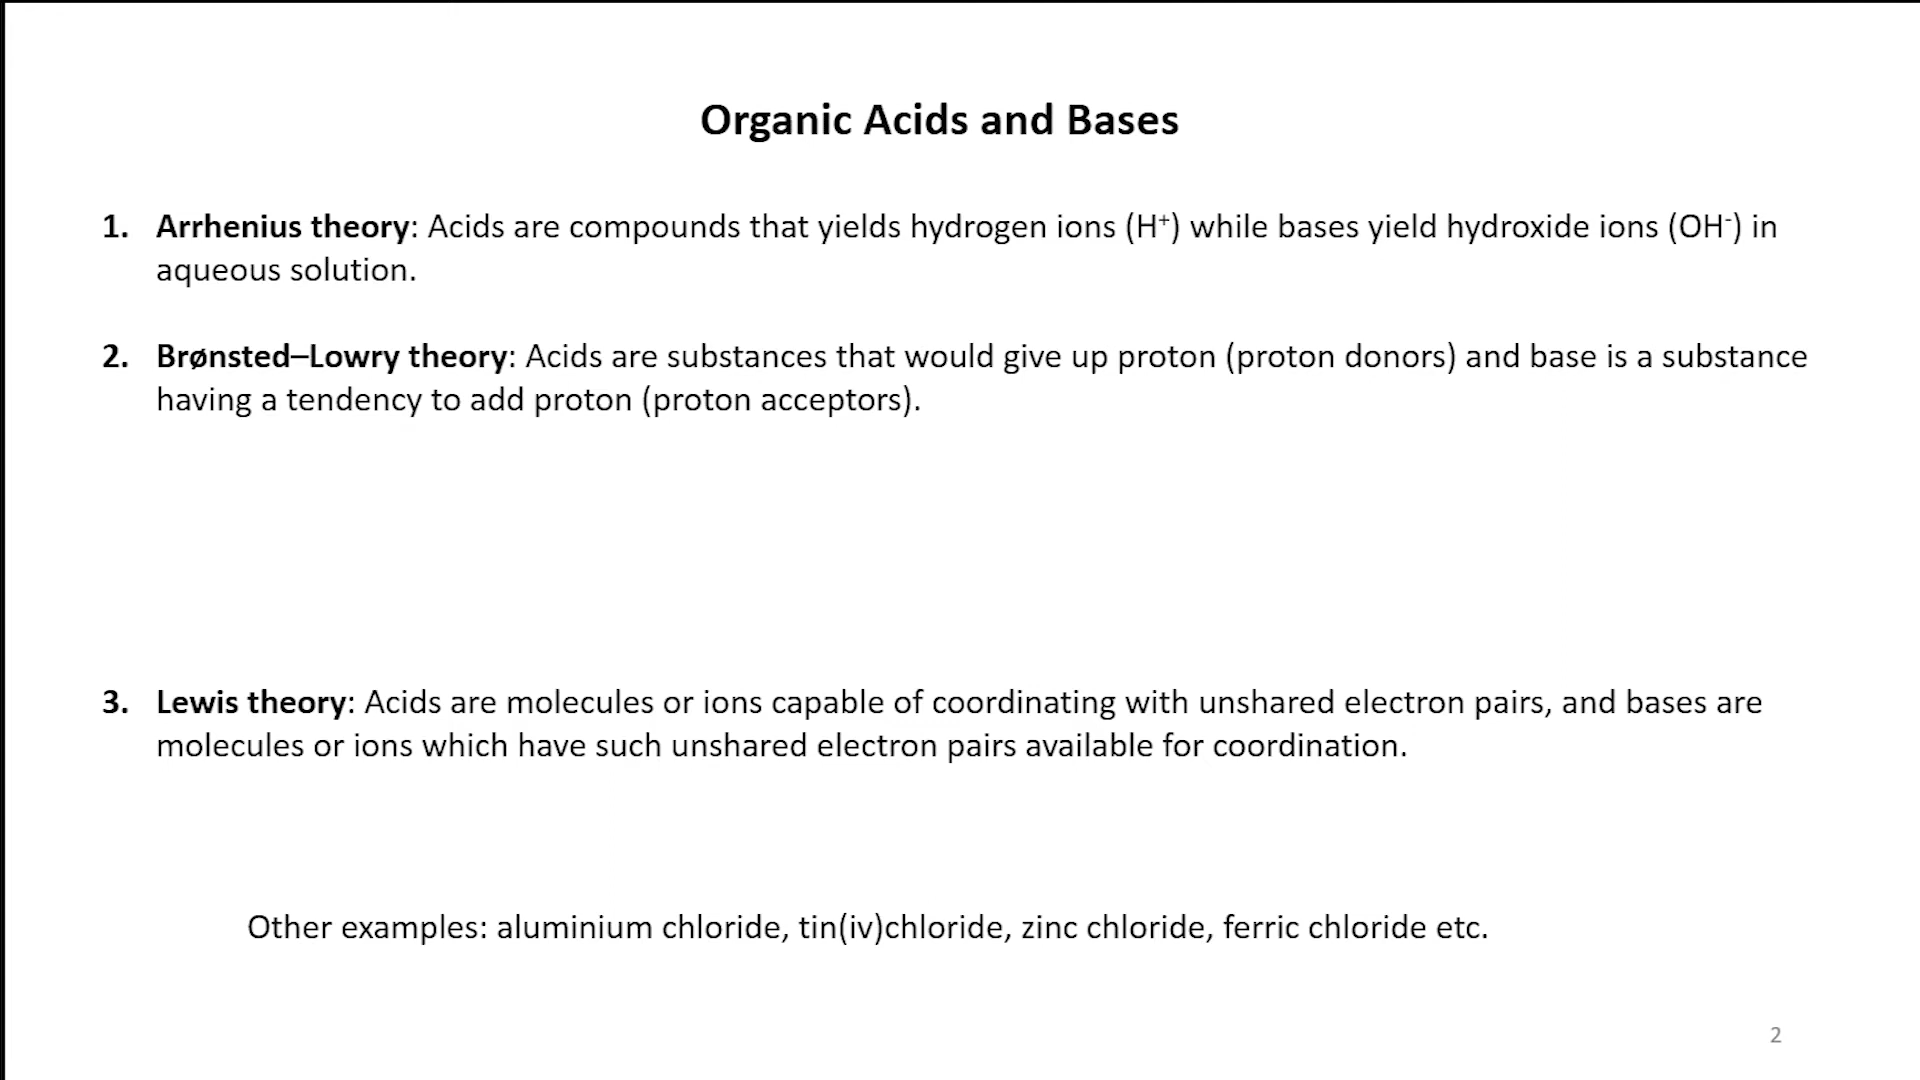 Organic Acids and Bases
1. Arrhenius theory: Acids are compounds that yields hydrogen ions (H⁺) while bases yield hydroxide ions (OH⁻) in
aqueous solution.
2. Brønsted–Lowry theory: Acids are substances that would give up proton (proton donors) and base is a substance
having a tendency to add proton (proton acceptors).
3. Lewis theory: Acids are molecules or ions capable of coordinating with unshared electron pairs, and bases are
molecules or ions which have such unshared electron pairs available for coordination.
Other examples: aluminium chloride, tin(iv)chloride, zinc chloride, ferric chloride etc.
2